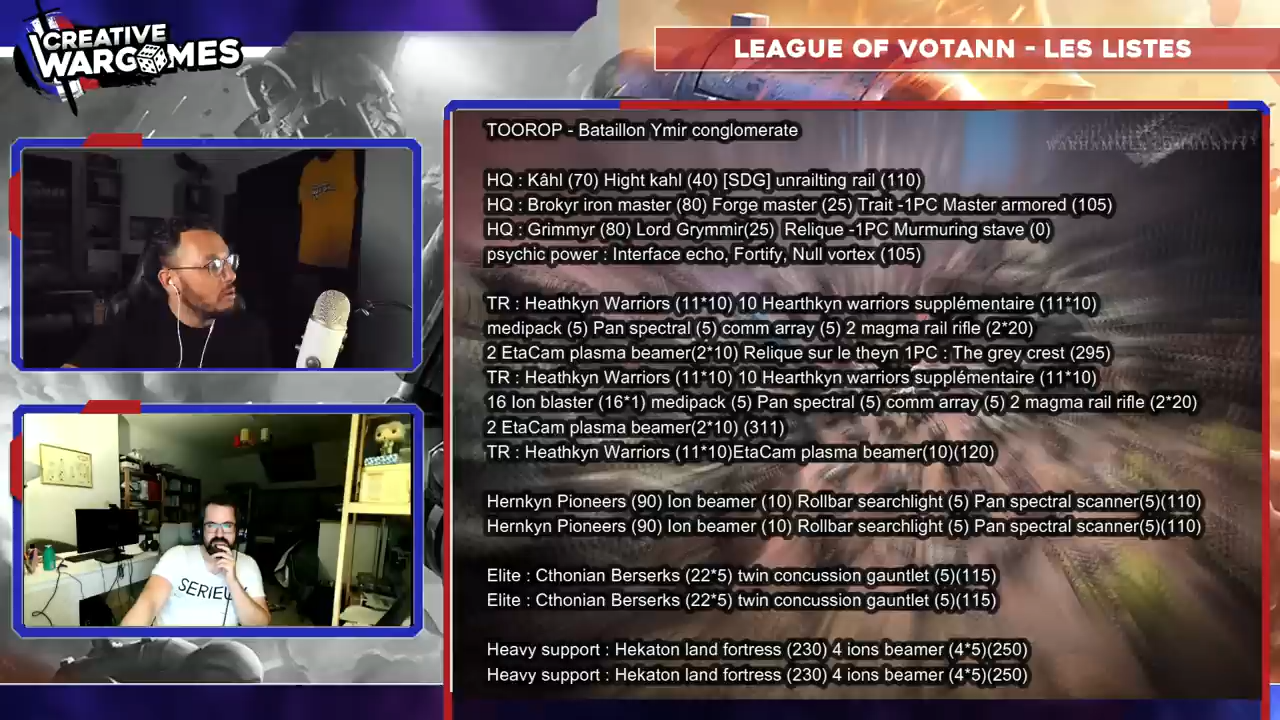 CREATIVE
WARGAMES
LEAGUE OF VOTANN - LES LISTES
WARHAMMER COMMUNITY
TOOROP - Bataillon Ymir conglomerate
HQ : Kâhl (70) Hight kahl (40) [SDG] unrailting rail (110)
HQ : Brokyr iron master (80) Forge master (25) Trait -1PC Master armored (105)
HQ : Grimmyr (80) Lord Grymmir(25)  Relique -1PC Murmuring stave (0)
psychic power : Interface echo, Fortify, Null vortex (105)
TR : Heathkyn Warriors (11*10) 10 Hearthkyn warriors supplémentaire (11*10)
medipack (5) Pan spectral (5) comm array (5) 2 magma rail rifle (2*20)
2 EtaCam plasma beamer(2*10) Relique sur le theyn 1PC : The grey crest (295)
TR : Heathkyn Warriors (11*10) 10 Hearthkyn warriors supplémentaire (11*10)
16 Ion blaster (16*1) medipack (5) Pan spectral (5) comm array (5) 2 magma rail rifle (2*20)
2 EtaCam plasma beamer(2*10) (311)
TR : Heathkyn Warriors (11*10)EtaCam plasma beamer(10)(120)
Hernkyn Pioneers (90) Ion beamer (10) Rollbar searchlight (5) Pan spectral scanner(5)(110)
Hernkyn Pioneers (90) Ion beamer (10) Rollbar searchlight (5) Pan spectral scanner(5)(110)
Elite : Cthonian Berserks (22*5) twin concussion gauntlet (5)(115)
Elite : Cthonian Berserks (22*5) twin concussion gauntlet (5)(115)
Heavy support : Hekaton land fortress (230) 4 ions beamer (4*5)(250)
Heavy support : Hekaton land fortress (230) 4 ions beamer (4*5)(250)